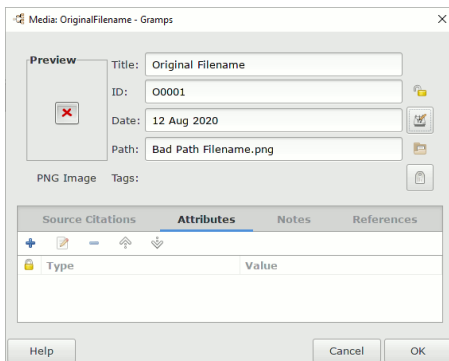 Media: OriginalFilename - Gramps
Preview
Title: Original Filename
ID: O0001
Date: 12 Aug 2020
Path: Bad Path Filename.png
PNG Image Tags:
Source Citations Attributes Notes References
Type Value
Help Cancel OK